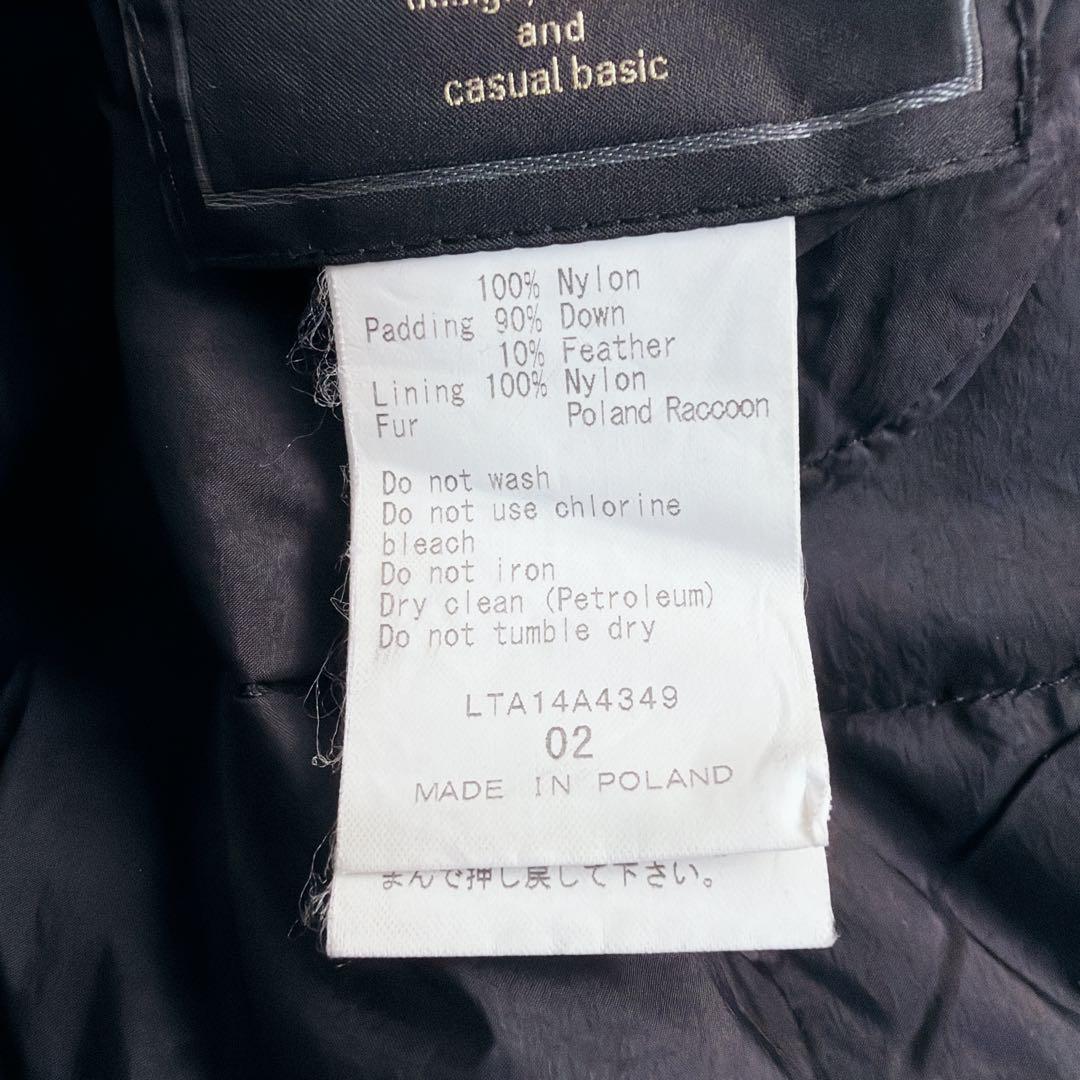 and
casual basic
100% Nylon
Padding 90% Down
10% Feather
Lining 100% Nylon
Fur Poland Raccoon
Do not wash
Do not use chlorine
bleach
Do not iron
Dry clean (Petroleum)
Do not tumble dry
LTA14A4349
02
MADE IN POLAND
まんで押し戻して下さい。